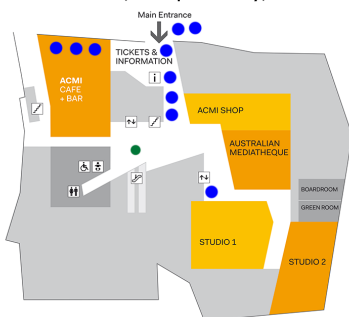 Main Entrance
TICKETS &
INFORMATION
i
ACMI
CAFE
+ BAR
ACMI SHOP
AUSTRALIAN
MEDIATHEQUE
BOARDROOM
GREEN ROOM
STUDIO 1
STUDIO 2